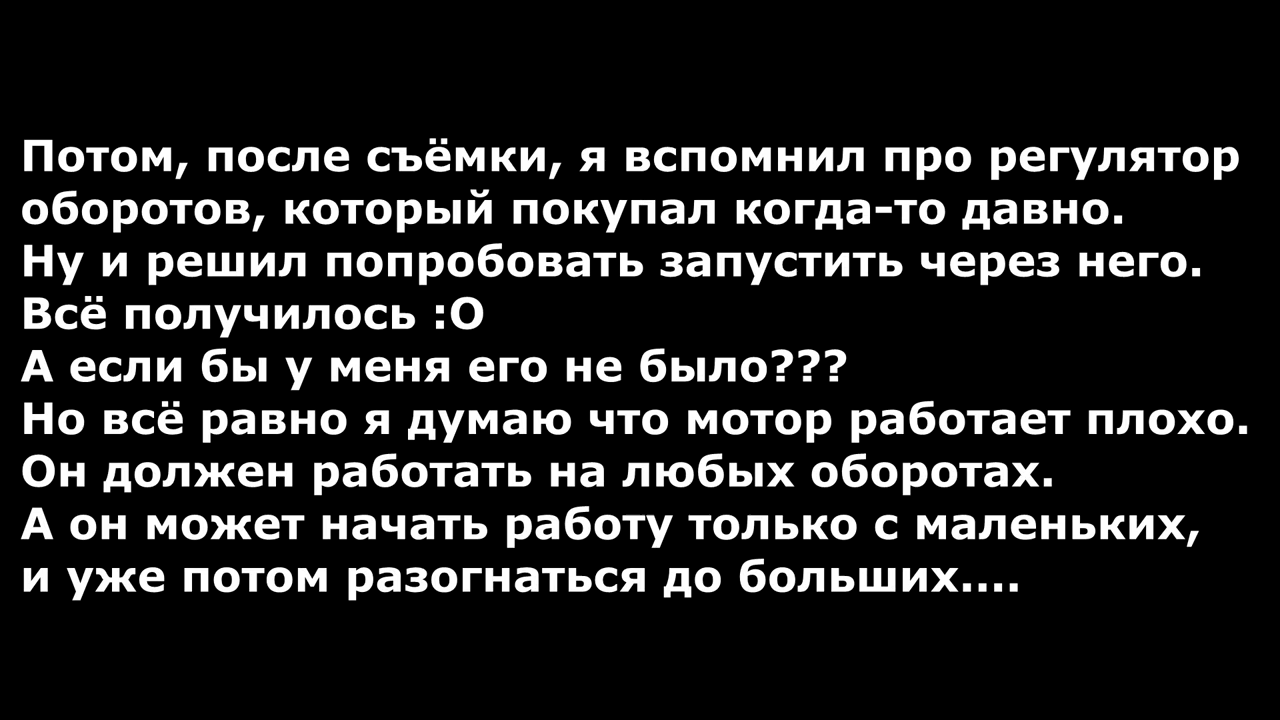 Потом, после съёмки, я вспомнил про регулятор
оборотов, который покупал когда-то давно.
Ну и решил попробовать запустить через него.
Всё получилось :О
А если бы у меня его не было???
Но всё равно я думаю что мотор работает плохо.
Он должен работать на любых оборотах.
А он может начать работу только с маленьких,
и уже потом разогнаться до больших....